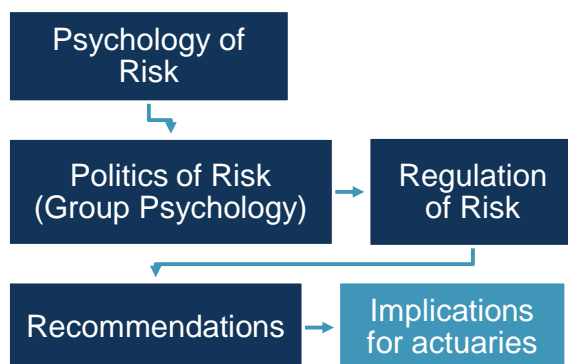 Psychology of
Risk
Politics of Risk
(Group Psychology)
Regulation
of Risk
Recommendations
Implications
for actuaries